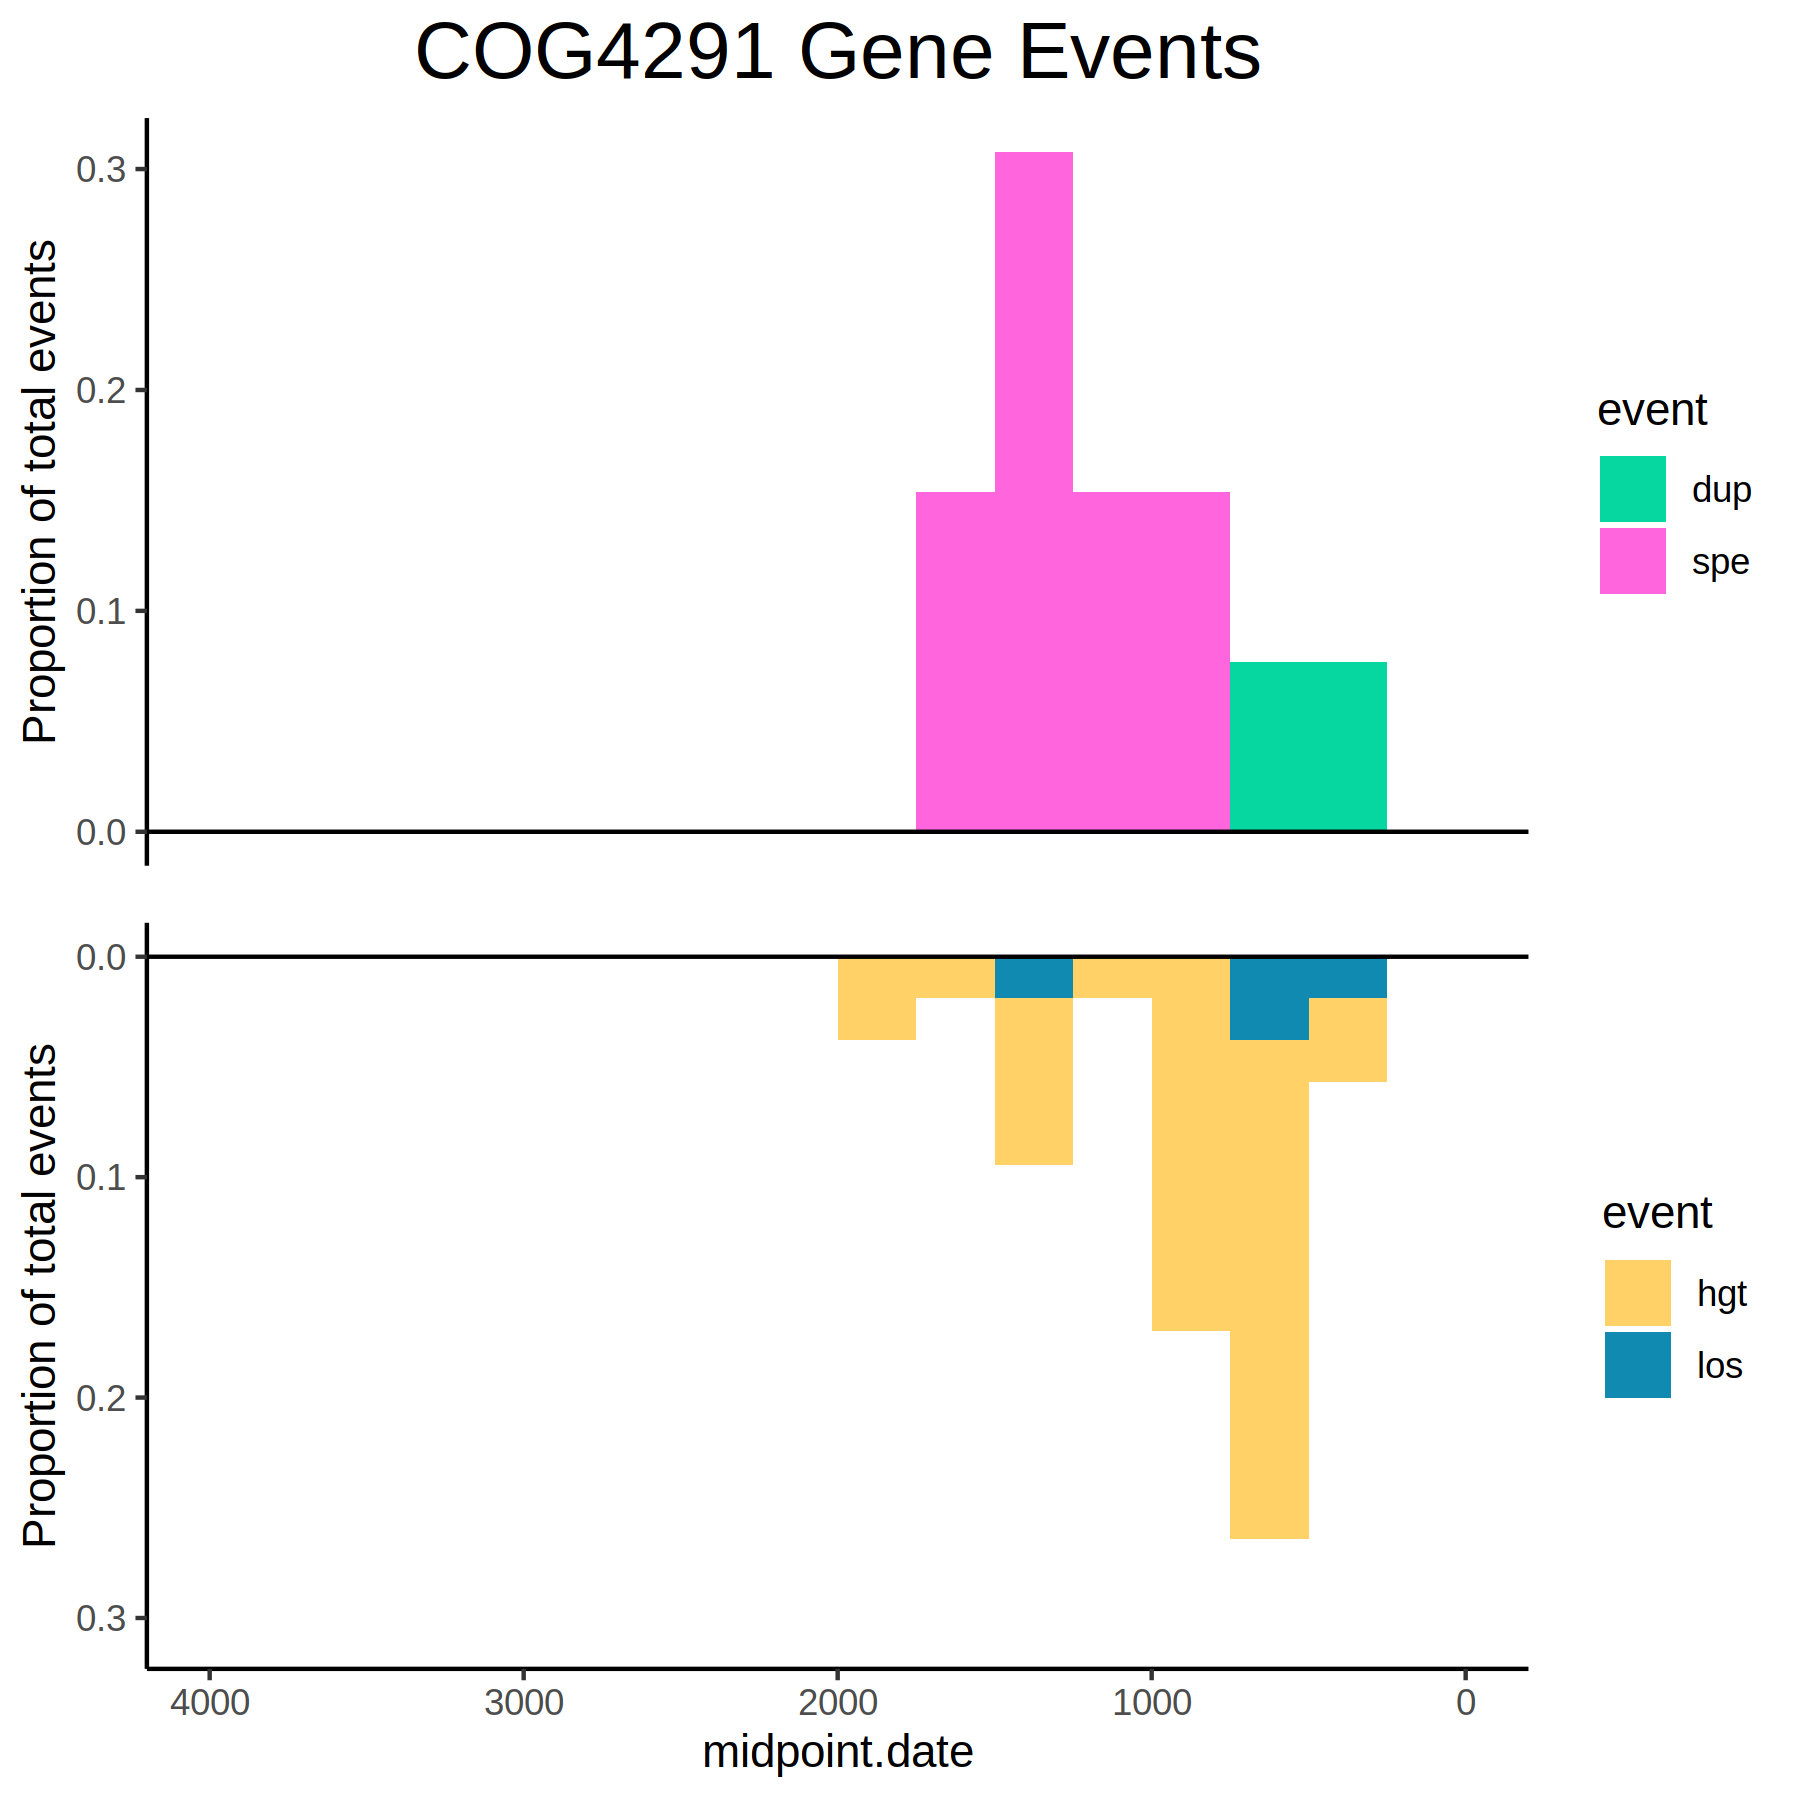 COG4291 Gene Events
Proportion of total events
0.3
0.2
0.1
0.0
event
dup
spe
Proportion of total events
0.0
0.1
0.2
0.3
event
hgt
los
4000 3000 2000 1000 0
midpoint.date